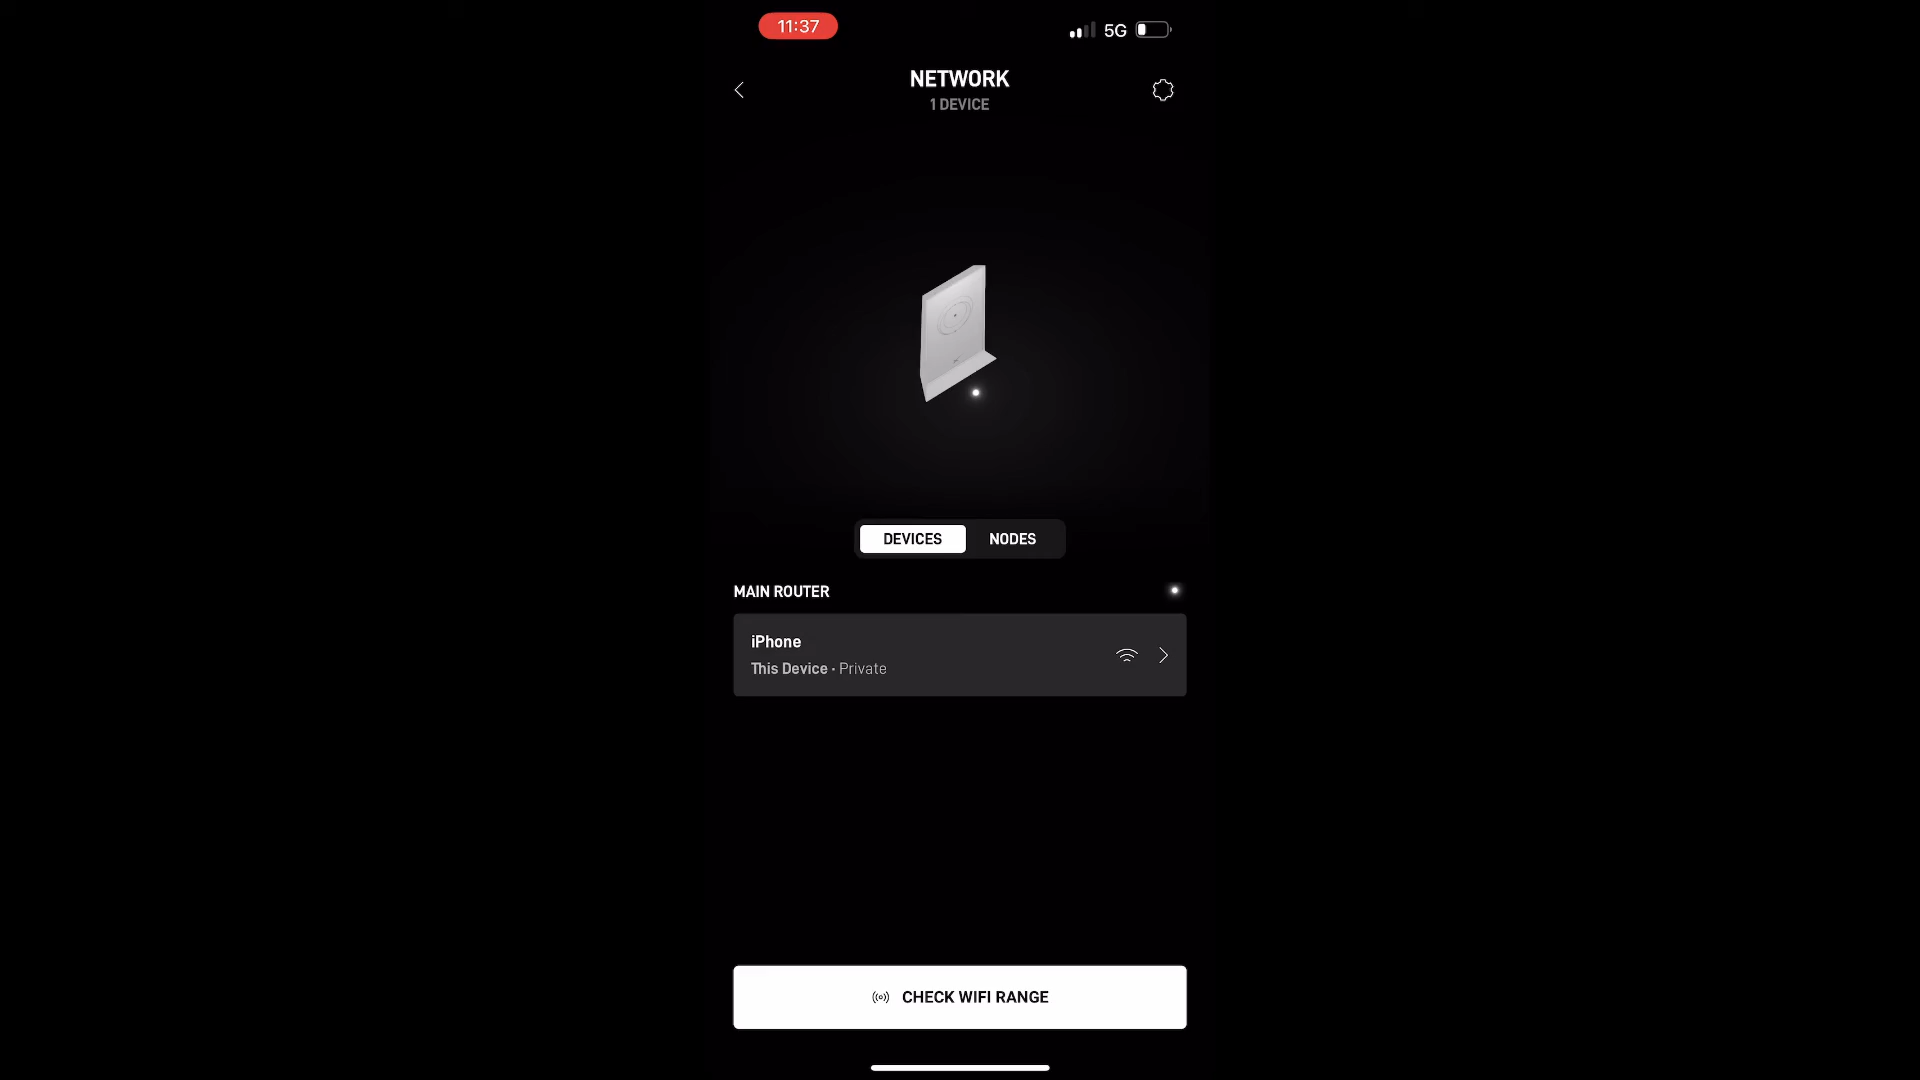 11:37
5G
NETWORK
1 DEVICE
DEVICES
NODES
MAIN ROUTER
iPhone
This Device • Private
CHECK WIFI RANGE